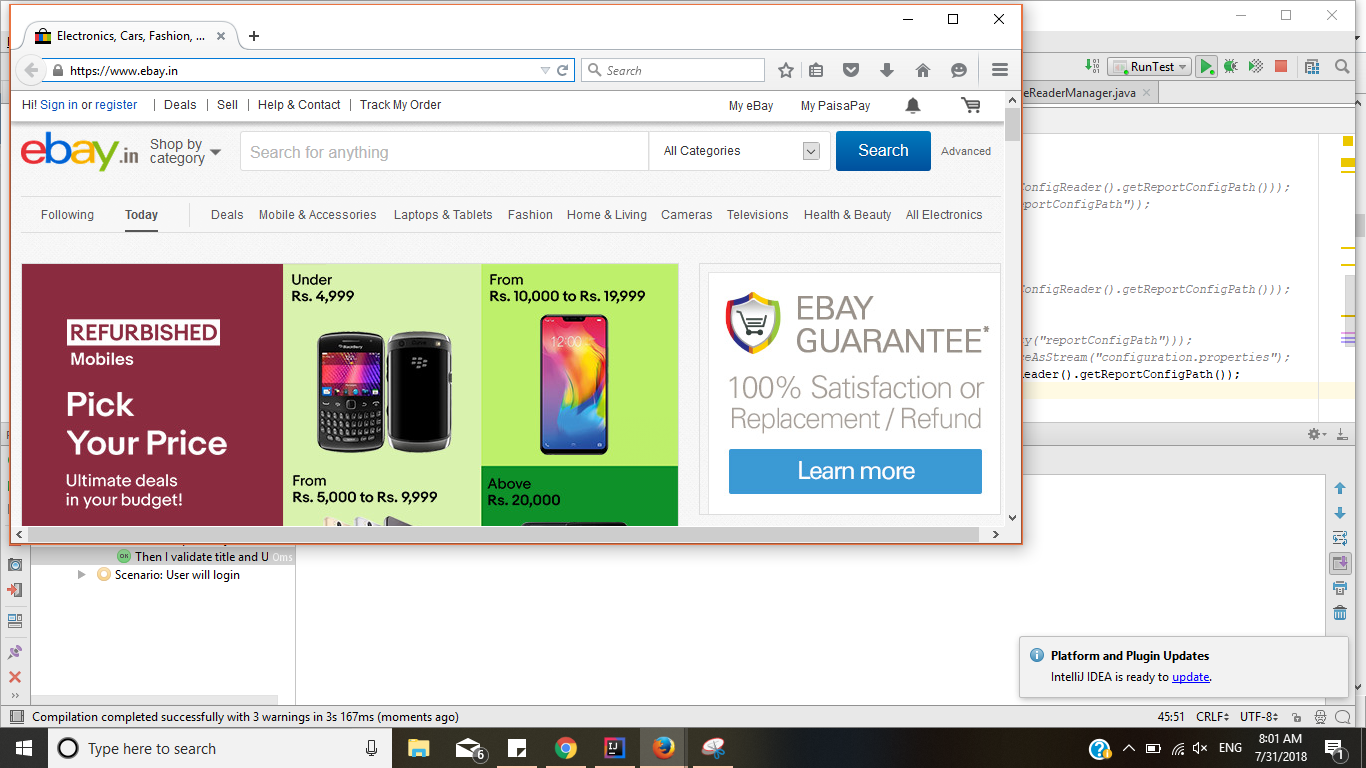 Electronics, Cars, Fashion, ...
https://www.ebay.in
Search
Hi! Sign in or register | Deals | Sell | Help & Contact | Track My Order
My eBay My PaisaPay
ebay.in
Shop by
category
Search for anything
All Categories
Search
Advanced
Following Today Deals Mobile & Accessories Laptops & Tablets Fashion Home & Living Cameras Televisions Health & Beauty All Electronics
REFURBISHED
Mobiles
Pick
Your Price
Ultimate deals
in your budget!
Under
Rs. 4,999
BlackBerry
From
Rs. 10,000 to Rs. 19,999
12:00
From
Rs. 5,000 to Rs. 9,999
Above
Rs. 20,000
EBAY
GUARANTEE*
100% Satisfaction or
Replacement / Refund
Learn more
RunTest
eReaderManager.java
ConfigReader().getReportConfigPath()));
portConfigPath"));
ConfigReader().getReportConfigPath()));
y("reportConfigPath")));
eAsStream("configuration.properties");
eader().getReportConfigPath());
Then I validate title and U 0ms
Scenario: User will login
Platform and Plugin Updates
IntelliJ IDEA is ready to update.
Compilation completed successfully with 3 warnings in 3s 167ms (moments ago)
45:51 CRLF UTF-8
Type here to search
6
ENG
8:01 AM
7/31/2018
1